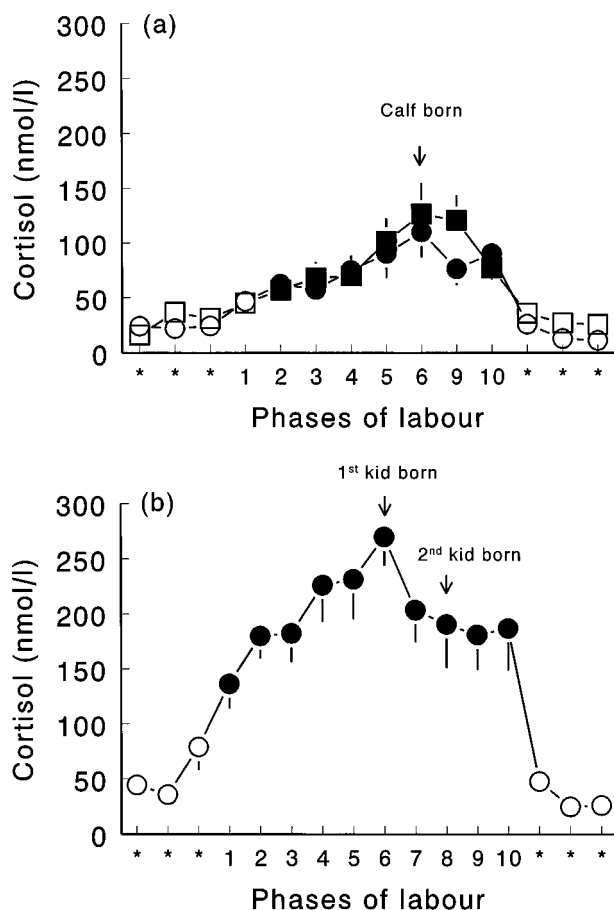 (a)
Cortisol (nmol/l)
300
250
200
150
100
50
0
Calf born
* * * 1 2 3 4 5 6 9 10 * * *
Phases of labour
(b)
Cortisol (nmol/l)
300
250
200
150
100
50
0
1st kid born
2nd kid born
* * * 1 2 3 4 5 6 7 8 9 10 * * *
Phases of labour